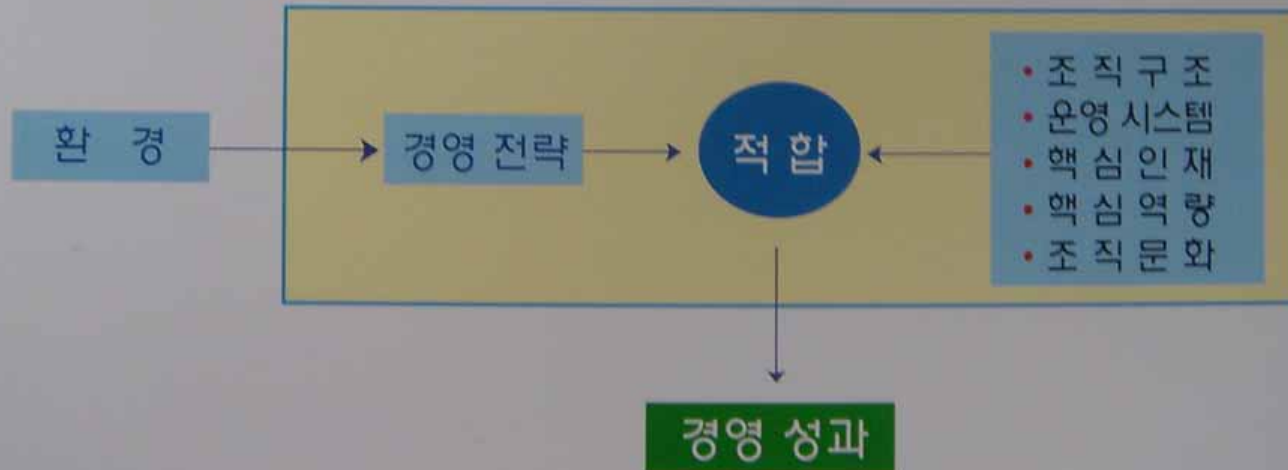 환 경
경영 전략
적 합
• 조 직 구 조
• 운영 시스템
• 핵 심 인 재
• 핵 심 역 량
• 조 직 문 화
경영 성과